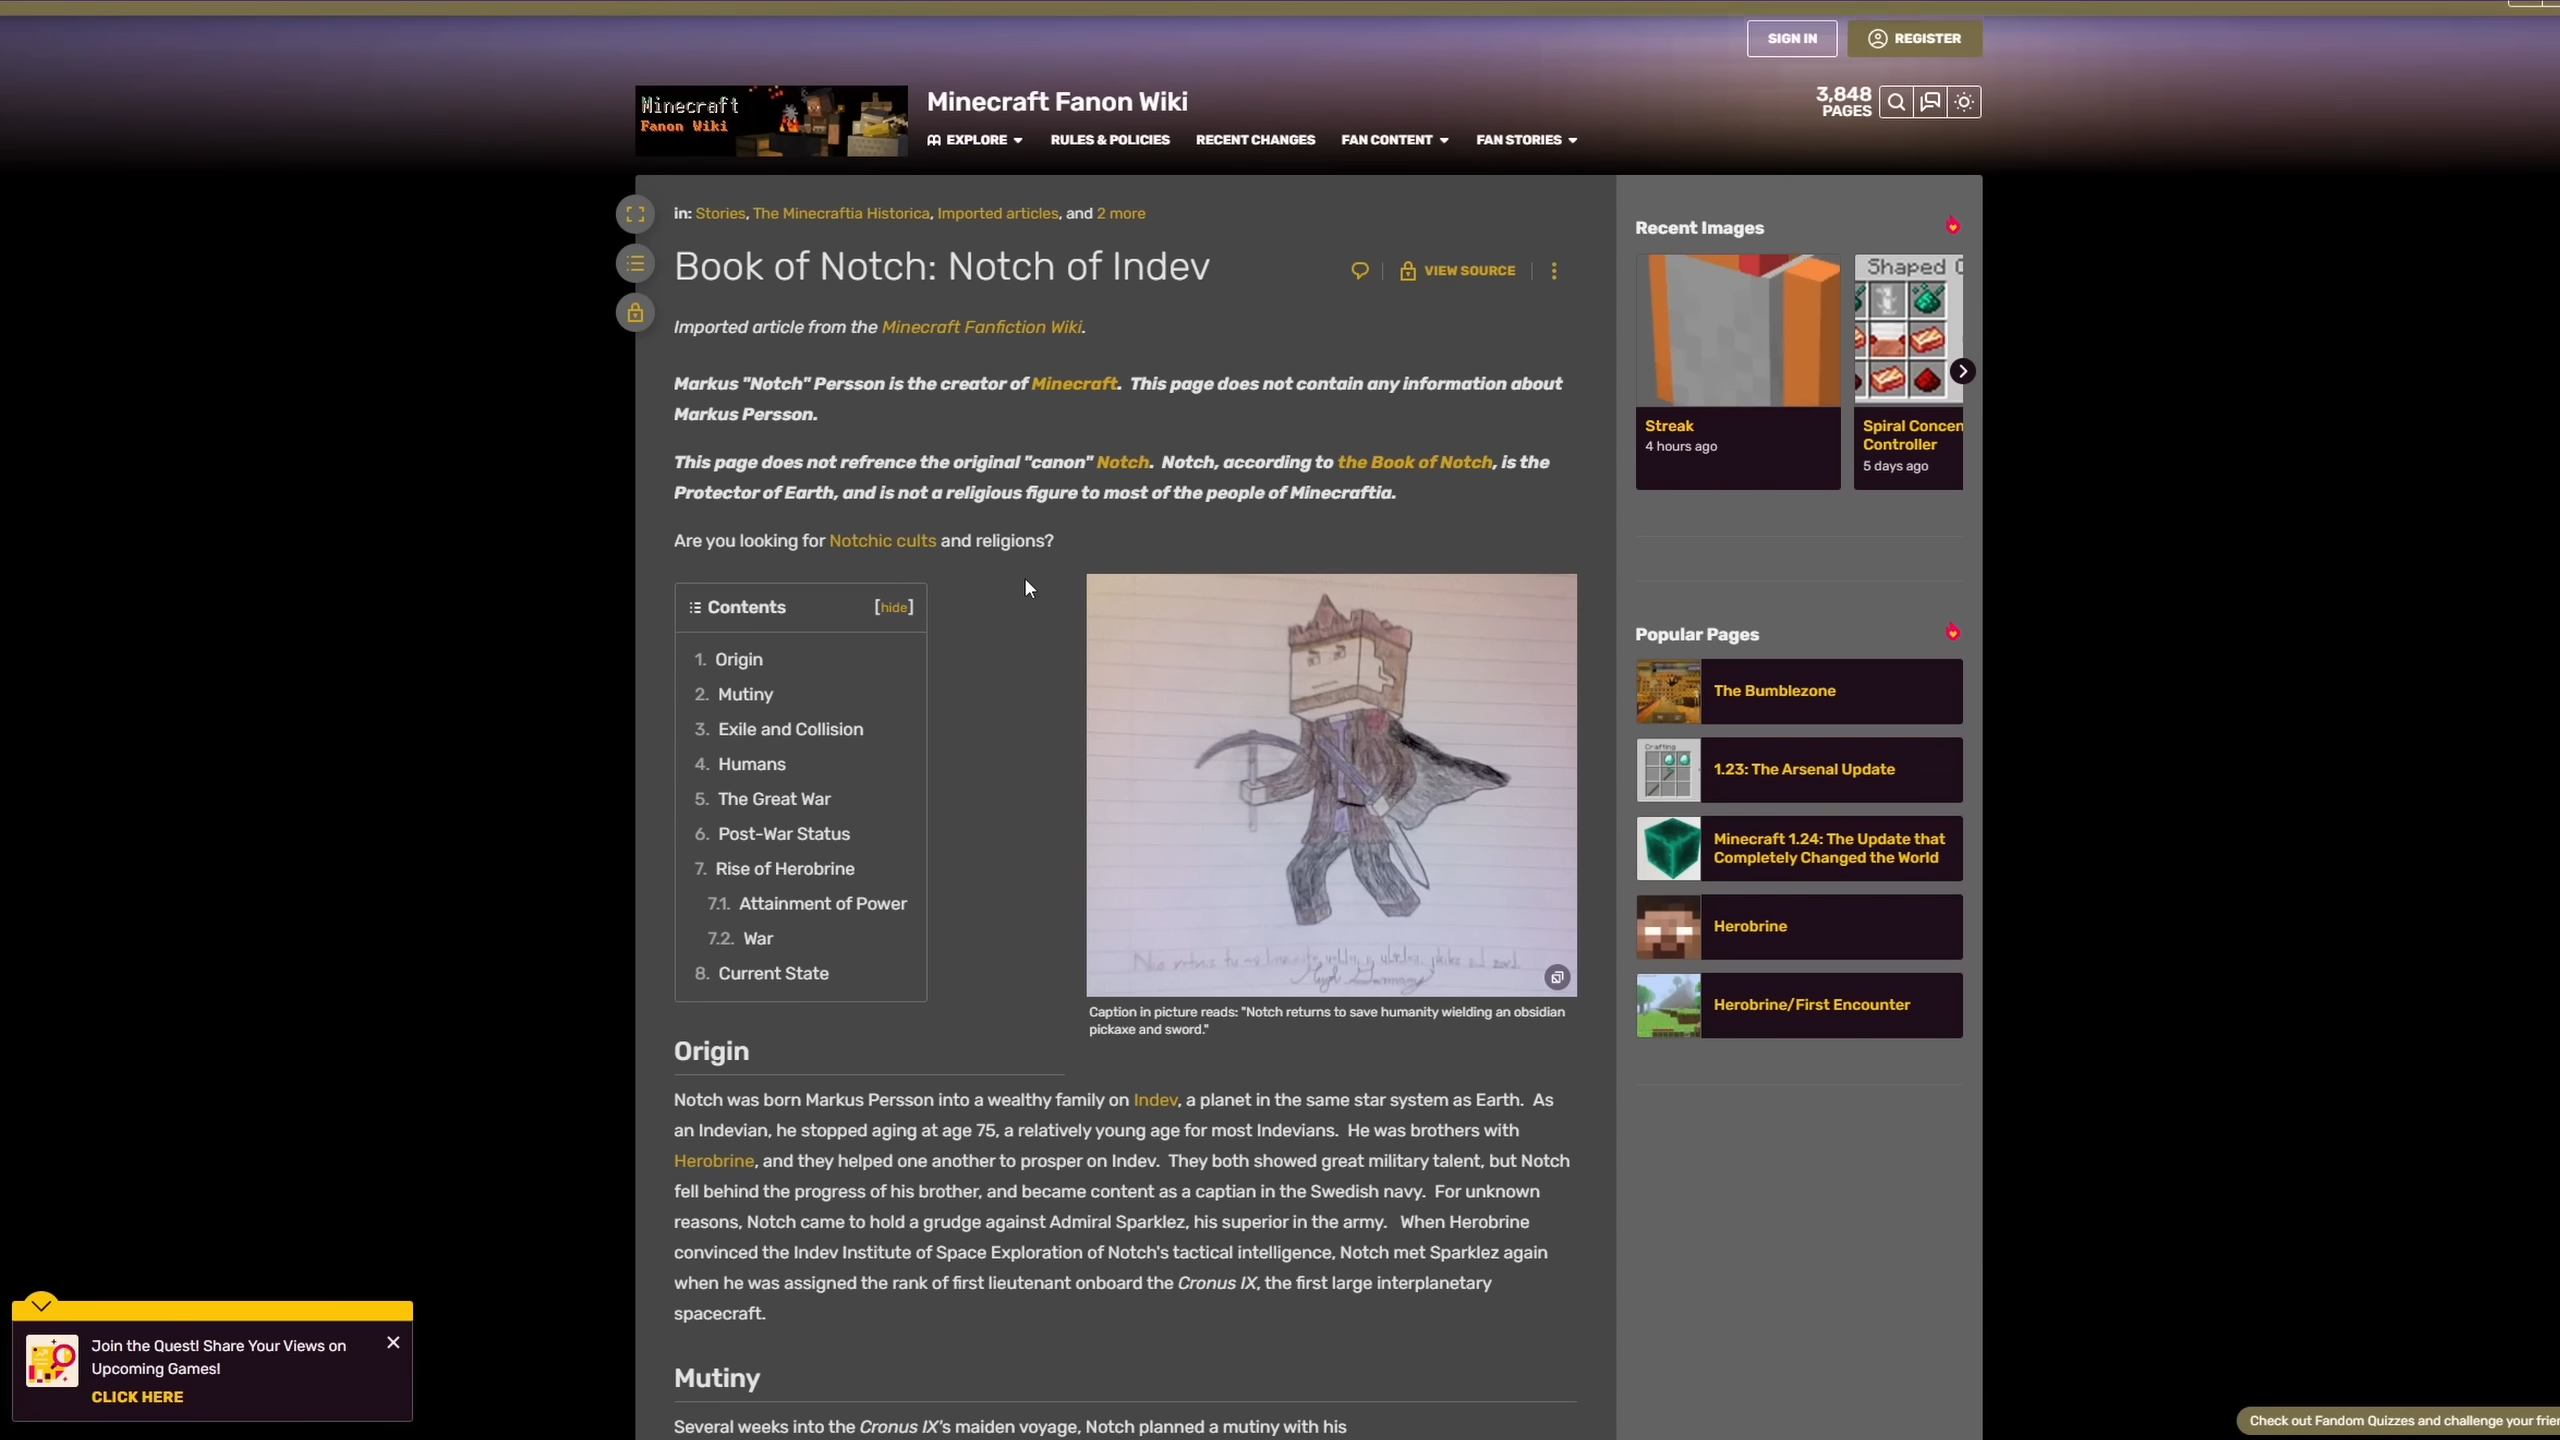 SIGN IN
REGISTER
Minecraft
Fanon Wiki
Minecraft Fanon Wiki
3,848
PAGES
EXPLORE
RULES & POLICIES
RECENT CHANGES
FAN CONTENT
FAN STORIES
in: Stories, The Minecraftia Historica, Imported articles, and 2 more
Book of Notch: Notch of Indev
VIEW SOURCE
Imported article from the Minecraft Fanfiction Wiki.
Markus "Notch" Persson is the creator of Minecraft. This page does not contain any information about
Markus Persson.
This page does not refrence the original "canon" Notch. Notch, according to the Book of Notch, is the
Protector of Earth, and is not a religious figure to most of the people of Minecraftia.
Are you looking for Notchic cults and religions?
Contents [hide]
1. Origin
2. Mutiny
3. Exile and Collision
4. Humans
5. The Great War
6. Post-War Status
7. Rise of Herobrine
7.1. Attainment of Power
7.2. War
8. Current State
Caption in picture reads: "Notch returns to save humanity wielding an obsidian
pickaxe and sword."
Origin
Notch was born Markus Persson into a wealthy family on Indev, a planet in the same star system as Earth. As
an Indevian, he stopped aging at age 75, a relatively young age for most Indevians. He was brothers with
Herobrine, and they helped one another to prosper on Indev. They both showed great military talent, but Notch
fell behind the progress of his brother, and became content as a captian in the Swedish navy. For unknown
reasons, Notch came to hold a grudge against Admiral Sparklez, his superior in the army. When Herobrine
convinced the Indev Institute of Space Exploration of Notch's tactical intelligence, Notch met Sparklez again
when he was assigned the rank of first lieutenant onboard the Cronus IX, the first large interplanetary
spacecraft.
Mutiny
Several weeks into the Cronus IX's maiden voyage, Notch planned a mutiny with his
Recent Images
Streak
4 hours ago
Shaped
Spiral Concen
Controller
5 days ago
Popular Pages
The Bumblezone
Crafting
1.23: The Arsenal Update
Minecraft 1.24: The Update that
Completely Changed the World
Herobrine
Herobrine/First Encounter
Join the Quest! Share Your Views on
Upcoming Games!
CLICK HERE
Check out Fandom Quizzes and challenge your frien